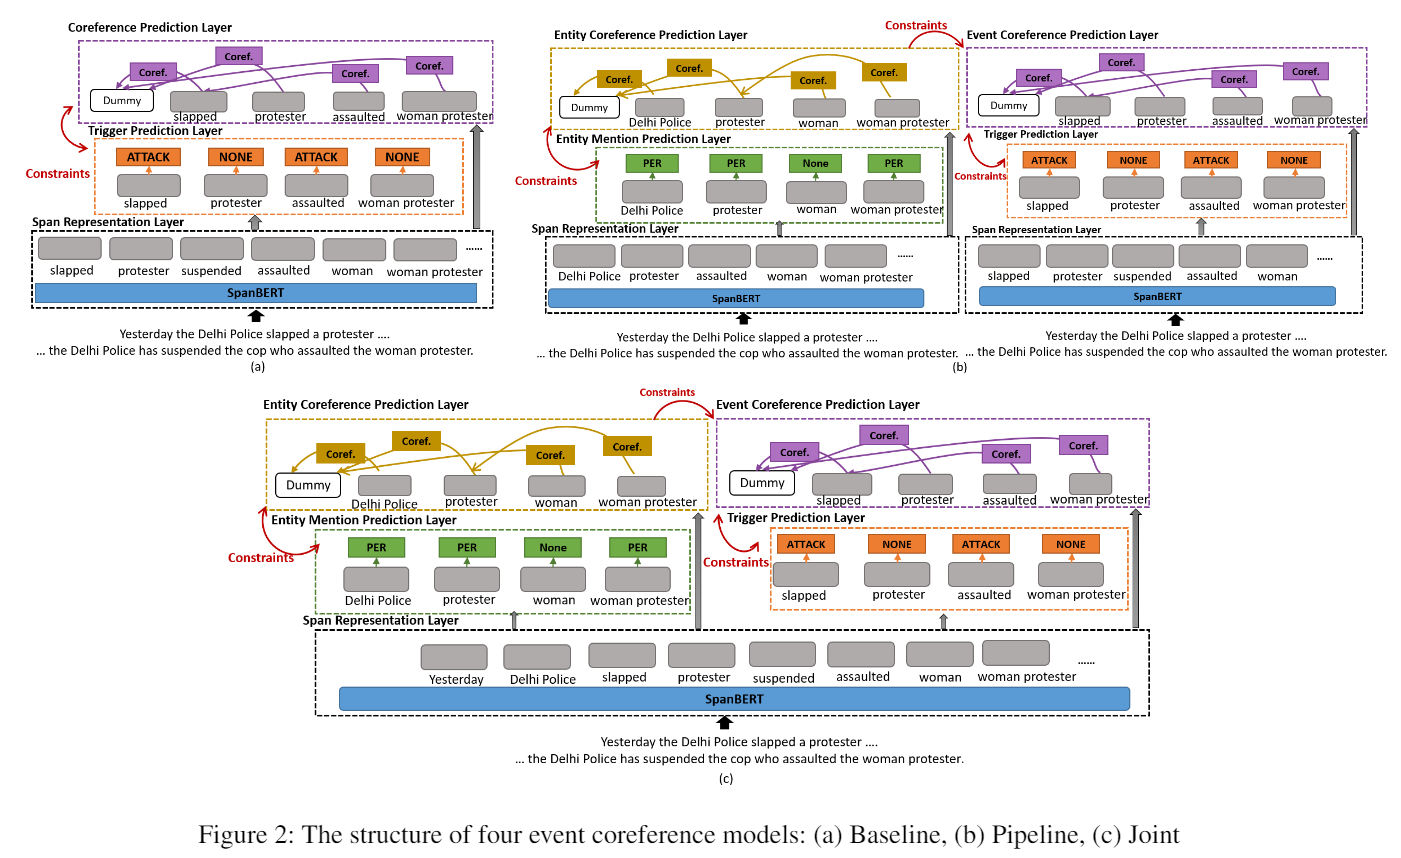 Coreference Prediction Layer
Coref.
Coref.
Coref.
Coref.
Dummy
slapped
protester
assaulted
woman protester
Trigger Prediction Layer
Constraints
ATTACK
NONE
ATTACK
NONE
slapped
protester
assaulted
woman protester
Span Representation Layer
slapped
protester
suspended
assaulted
woman
woman protester
......
SpanBERT
Yesterday the Delhi Police slapped a protester ....
... the Delhi Police has suspended the cop who assaulted the woman protester.
(a)
Constraints
Entity Coreference Prediction Layer
Coref.
Coref.
Coref.
Coref.
Dummy
Delhi Police
protester
woman
woman protester
Entity Mention Prediction Layer
Constraints
PER
PER
None
PER
Delhi Police
protester
woman
woman protester
Span Representation Layer
Delhi Police
protester
assaulted
woman
woman protester
......
SpanBERT
Yesterday the Delhi Police slapped a protester ....
... the Delhi Police has suspended the cop who assaulted the woman protester.
Event Coreference Prediction Layer
Coref.
Coref.
Coref.
Coref.
Dummy
slapped
protester
assaulted
woman protester
Trigger Prediction Layer
Constraints
ATTACK
NONE
ATTACK
NONE
slapped
protester
assaulted
woman protester
Span Representation Layer
slapped
protester
suspended
assaulted
woman
......
SpanBERT
Yesterday the Delhi Police slapped a protester ....
... the Delhi Police has suspended the cop who assaulted the woman protester.
(b)
Constraints
Entity Coreference Prediction Layer
Coref.
Coref.
Coref.
Coref.
Dummy
Delhi Police
protester
woman
woman protester
Entity Mention Prediction Layer
Constraints
PER
PER
None
PER
Delhi Police
protester
woman
woman protester
Event Coreference Prediction Layer
Coref.
Coref.
Coref.
Coref.
Dummy
slapped
protester
assaulted
woman protester
Trigger Prediction Layer
Constraints
ATTACK
NONE
ATTACK
NONE
slapped
protester
assaulted
woman protester
Span Representation Layer
Yesterday
Delhi Police
slapped
protester
suspended
assaulted
woman
woman protester
......
SpanBERT
Yesterday the Delhi Police slapped a protester ....
... the Delhi Police has suspended the cop who assaulted the woman protester.
(c)
Figure 2: The structure of four event coreference models: (a) Baseline, (b) Pipeline, (c) Joint